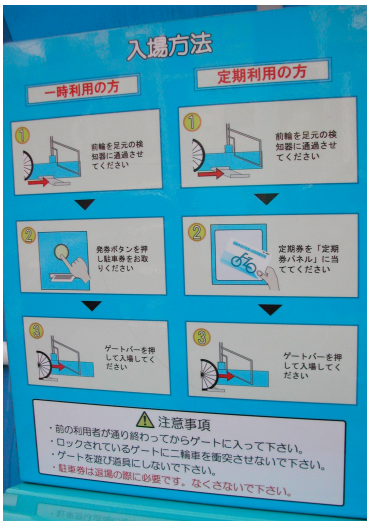 入場方法
一時利用の方
①
前輪を足元の検
知器に通過させ
てください
②
発券ボタンを押
し駐車券をお取
りください
③
ゲートバーを押
して入場してく
ださい
定期利用の方
①
前輪を足元の検
知器に通過させ
てください
②
定期券を「定期
券パネル」に当
ててください
③
ゲートバーを押
して入場してく
ださい
注意事項
・前の利用者が通り終わってからゲートに入って下さい。
・ロックされているゲートに二輪車を衝突させないで下さい。
・ゲートを遊び道具にしないで下さい。
・駐車券は退場の際に必要です。なくさないで下さい。